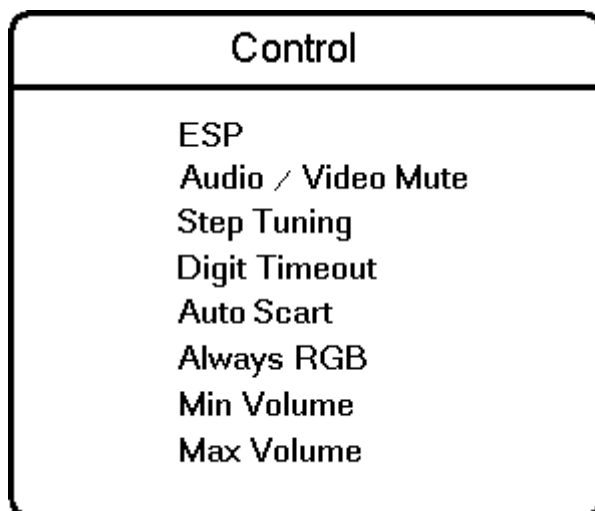 Control
ESP
Audio / Video Mute
Step Tuning
Digit Timeout
Auto Scart
Always RGB
Min Volume
Max Volume